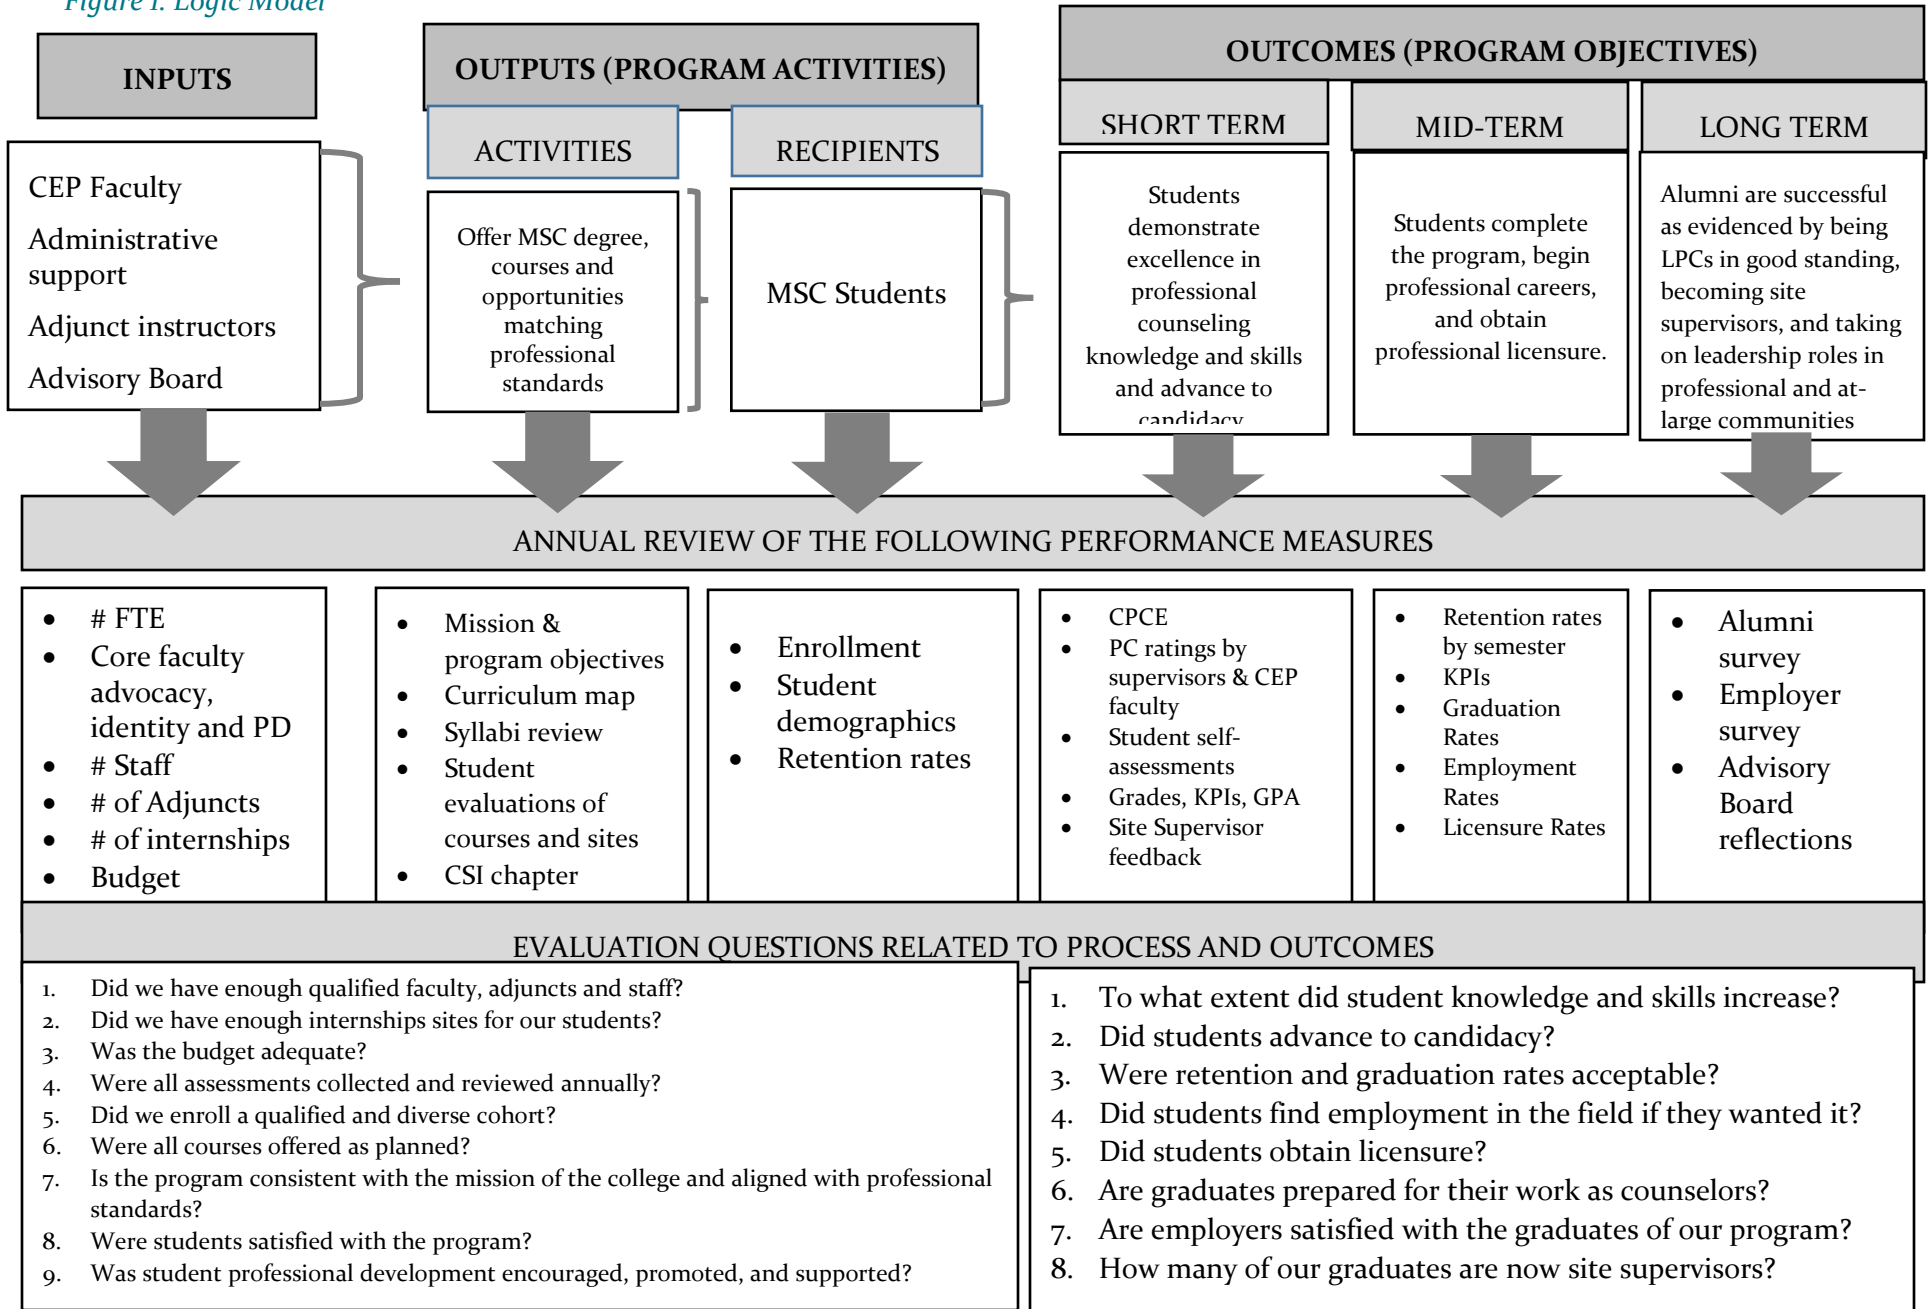 Figure 1. Logic Model
INPUTS
OUTPUTS (PROGRAM ACTIVITIES)
OUTCOMES (PROGRAM OBJECTIVES)
ACTIVITIES
RECIPIENTS
SHORT TERM
MID-TERM
LONG TERM
CEP Faculty
Administrative
support
Adjunct instructors
Advisory Board
Offer MSC degree,
courses and
opportunities
matching
professional
standards
MSC Students
Students
demonstrate
excellence in
professional
counseling
knowledge and skills
and advance to
candidacy
Students complete
the program, begin
professional careers,
and obtain
professional licensure.
Alumni are successful
as evidenced by being
LPCs in good standing,
becoming site
supervisors, and taking
on leadership roles in
professional and at-
large communities
ANNUAL REVIEW OF THE FOLLOWING PERFORMANCE MEASURES
• # FTE
• Core faculty
advocacy,
identity and PD
• # Staff
• # of Adjuncts
• # of internships
• Budget
• Mission &
program objectives
• Curriculum map
• Syllabi review
• Student
evaluations of
courses and sites
• CSI chapter
• Enrollment
• Student
demographics
• Retention rates
• CPCE
• PC ratings by
supervisors & CEP
faculty
• Student self-
assessments
• Grades, KPIs, GPA
• Site Supervisor
feedback
• Retention rates
by semester
• KPIs
• Graduation
Rates
• Employment
Rates
• Licensure Rates
• Alumni
survey
• Employer
survey
• Advisory
Board
reflections
EVALUATION QUESTIONS RELATED TO PROCESS AND OUTCOMES
1. Did we have enough qualified faculty, adjuncts and staff?
2. Did we have enough internships sites for our students?
3. Was the budget adequate?
4. Were all assessments collected and reviewed annually?
5. Did we enroll a qualified and diverse cohort?
6. Were all courses offered as planned?
7. Is the program consistent with the mission of the college and aligned with professional
standards?
8. Were students satisfied with the program?
9. Was student professional development encouraged, promoted, and supported?
1. To what extent did student knowledge and skills increase?
2. Did students advance to candidacy?
3. Were retention and graduation rates acceptable?
4. Did students find employment in the field if they wanted it?
5. Did students obtain licensure?
6. Are graduates prepared for their work as counselors?
7. Are employers satisfied with the graduates of our program?
8. How many of our graduates are now site supervisors?